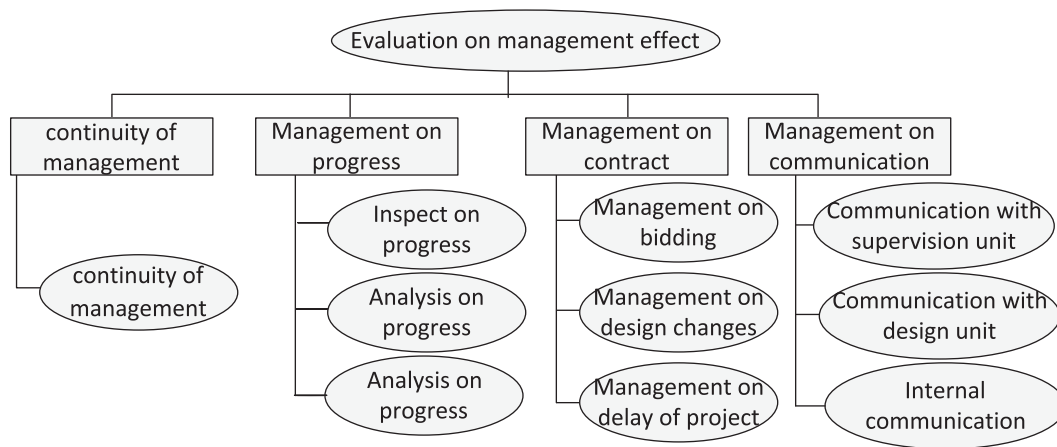 Evaluation on management effect
continuity of
management
Management on
progress
Management on
contract
Management on
communication
continuity of
management
Inspect on
progress
Analysis on
progress
Analysis on
progress
Management on
bidding
Management on
design changes
Management on
delay of project
Communication with
supervision unit
Communication with
design unit
Internal
communication